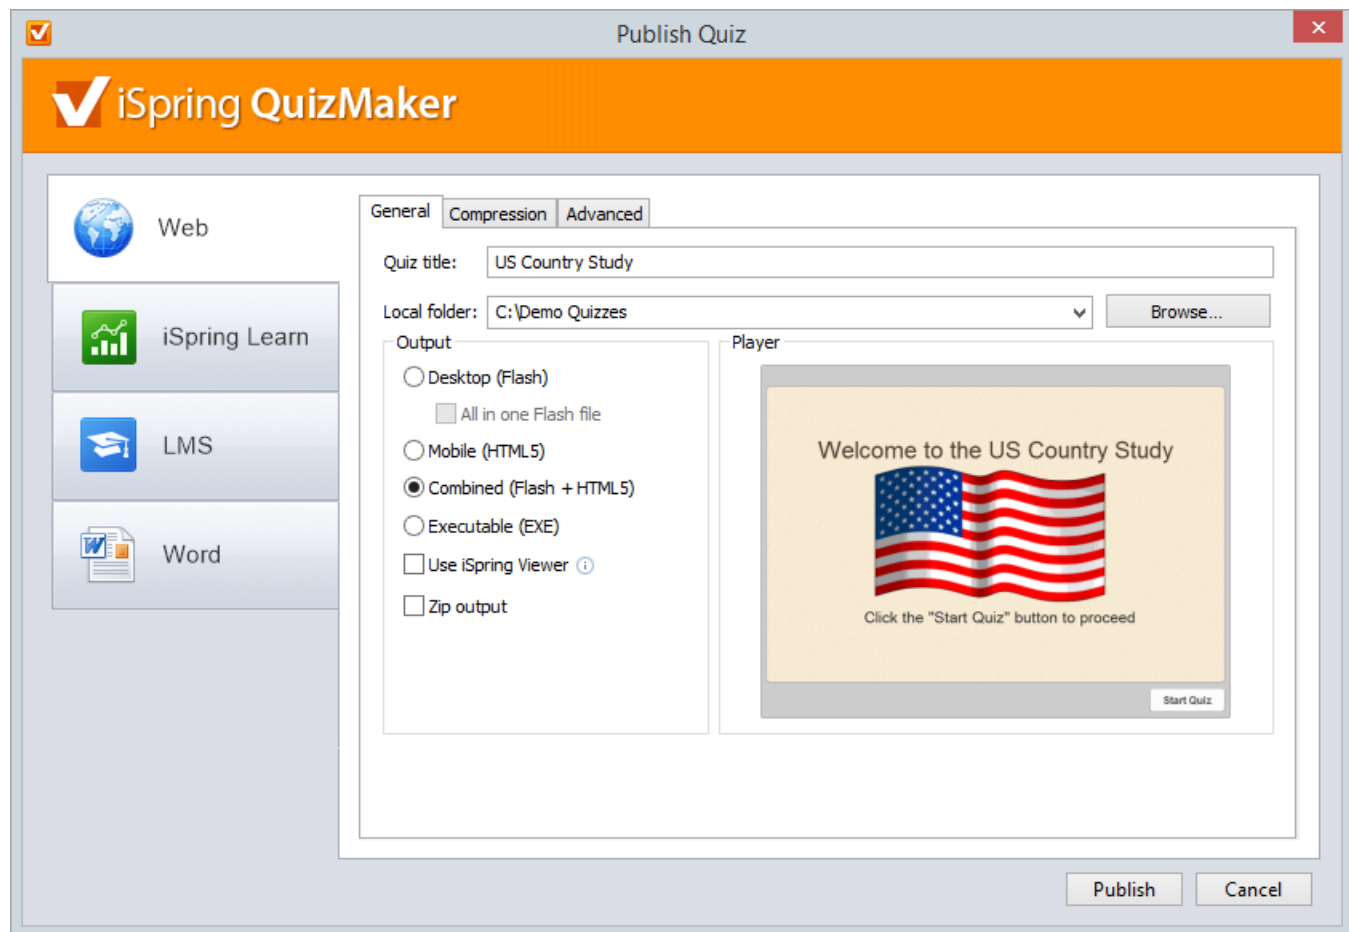 Publish Quiz
iSpring QuizMaker
Web
iSpring Learn
LMS
Word
General Compression Advanced
Quiz title: US Country Study
Local folder: C:\Demo Quizzes Browse...
Output
Desktop (Flash)
All in one Flash file
Mobile (HTML5)
Combined (Flash + HTML5)
Executable (EXE)
Use iSpring Viewer
Zip output
Player
Welcome to the US Country Study
Click the "Start Quiz" button to proceed
Start Quiz
Publish Cancel